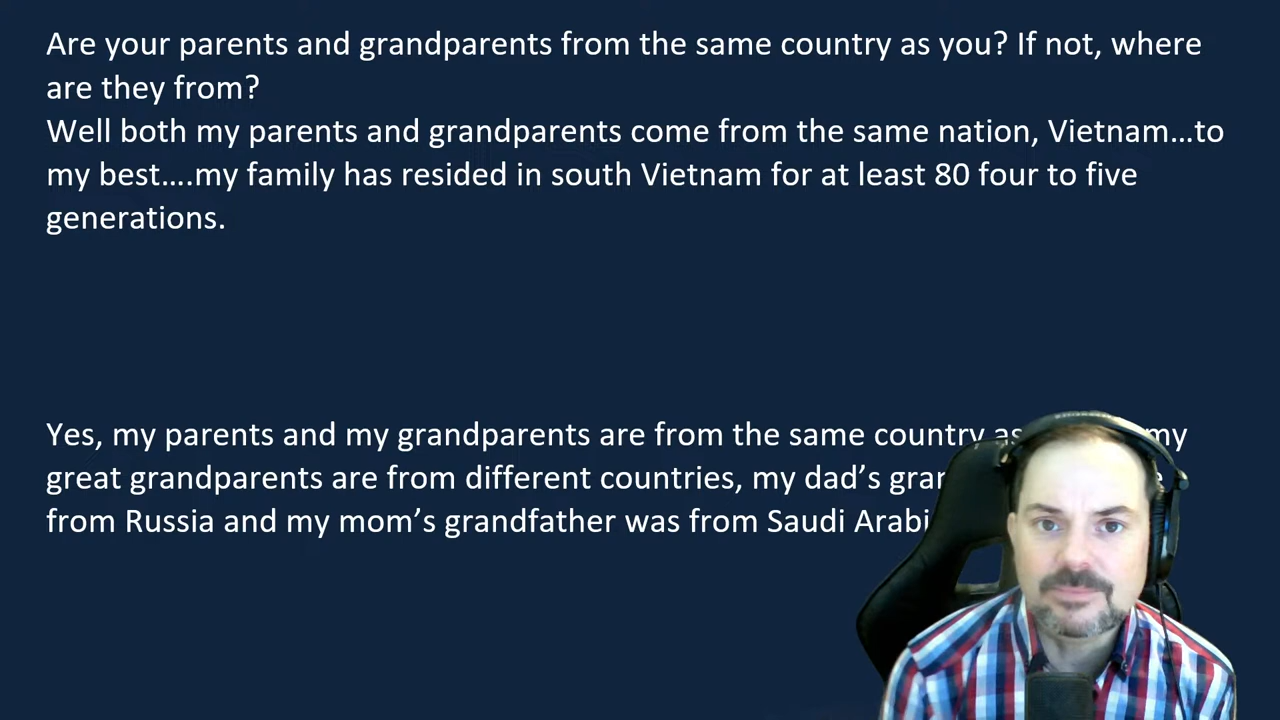 Are your parents and grandparents from the same country as you? If not, where
are they from?
Well both my parents and grandparents come from the same nation, Vietnam…to
my best….my family has resided in south Vietnam for at least 80 four to five
generations.
Yes, my parents and my grandparents are from the same country as my
great grandparents are from different countries, my dad’s
from Russia and my mom’s grandfather was from Saudi